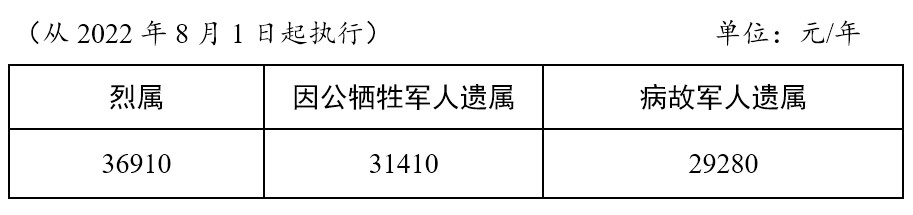 （从 2022 年 8 月 1 日起执行） 单位：元/年
烈属 因公牺牲军人遗属 病故军人遗属
36910 31410 29280